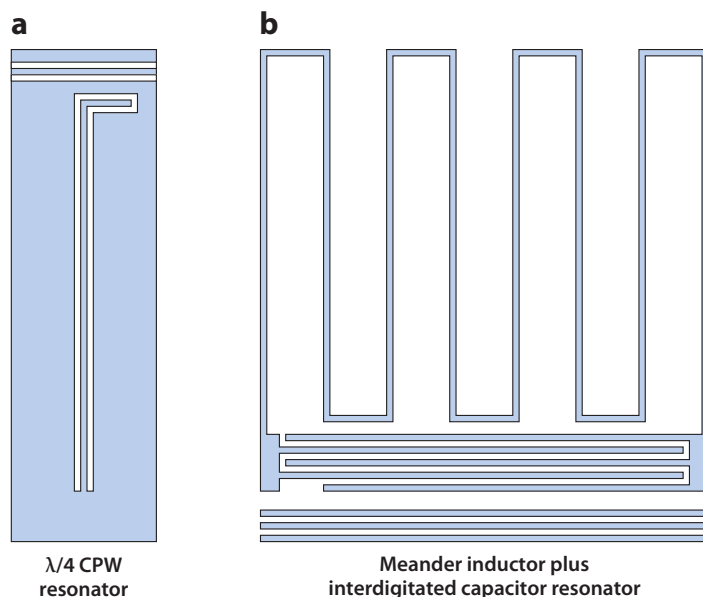 a
b
λ/4 CPW
resonator
Meander inductor plus
interdigitated capacitor resonator